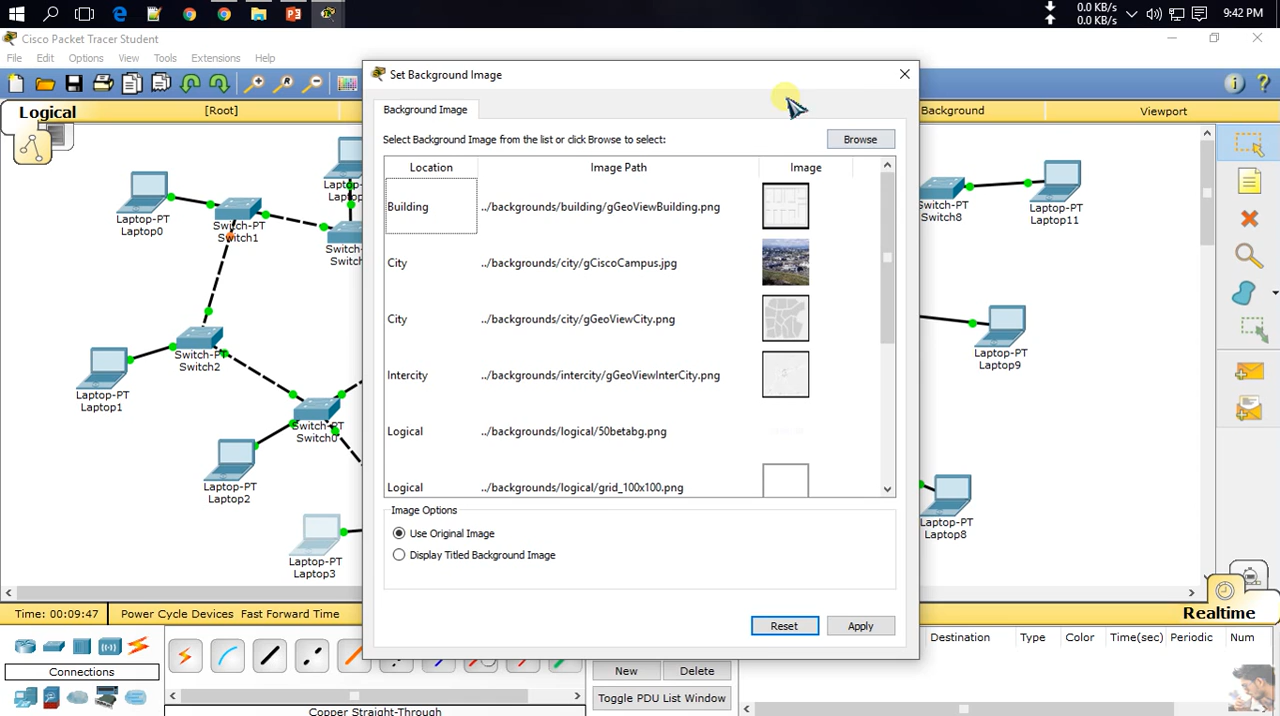 0.0 KB/s
0.0 KB/s
9:42 PM
Cisco Packet Tracer Student
File Edit Options View Tools Extensions Help
Logical
[Root]
Background
Viewport
Set Background Image
Background Image
Select Background Image from the list or click Browse to select:
Browse
Location Image Path Image
Building ../backgrounds/building/gGeoViewBuilding.png
City ../backgrounds/city/gCiscoCampus.jpg
City ../backgrounds/city/gGeoViewCity.png
Intercity ../backgrounds/intercity/gGeoViewInterCity.png
Logical ../backgrounds/logical/50betabg.png
Logical ../backgrounds/logical/grid_100x100.png
Image Options
Use Original Image
Display Titled Background Image
Reset
Apply
Laptop-PT
Laptop0
Switch-PT
Switch1
Switch-PT
Switch2
Laptop-PT
Laptop1
Switch-PT
Switch0
Laptop-PT
Laptop2
Laptop-PT
Laptop3
Switch-PT
Switch8
Laptop-PT
Laptop11
Laptop-PT
Laptop9
Laptop-PT
Laptop8
Time: 00:09:47
Power Cycle Devices Fast Forward Time
Realtime
Connections
Copper Straight-Through
New
Delete
Toggle PDU List Window
Destination Type Color Time(sec) Periodic Num